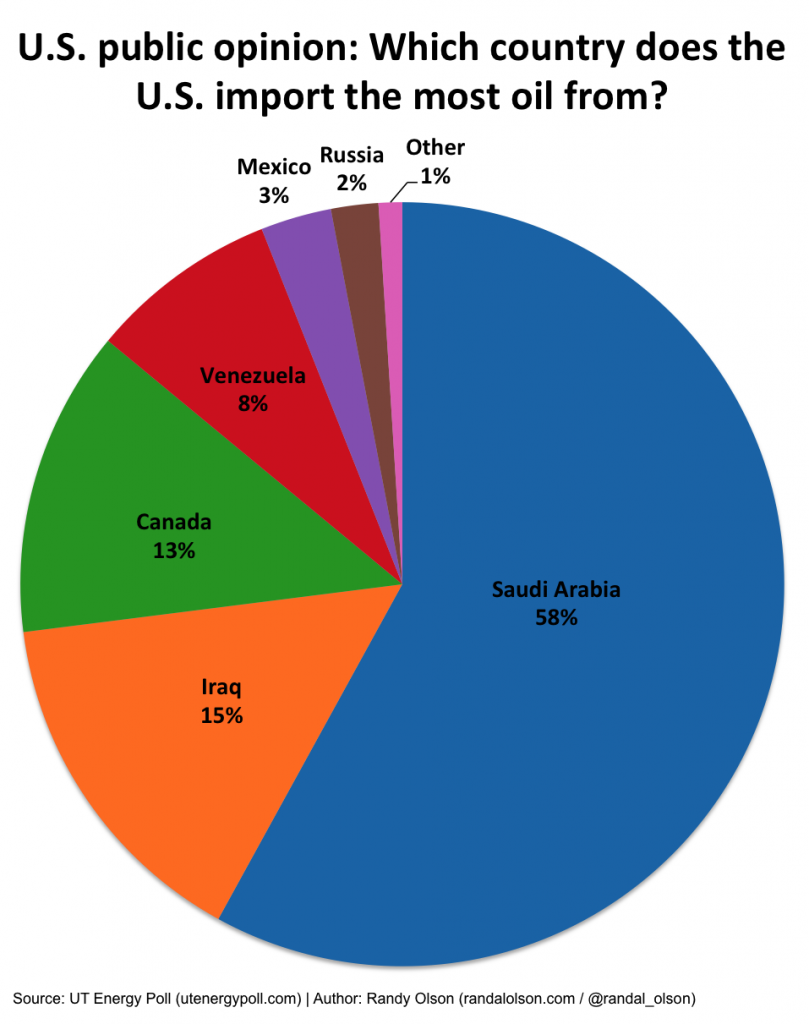 U.S. public opinion: Which country does the
U.S. import the most oil from?
Mexico
3%
Russia
2%
Other
1%
Venezuela
8%
Canada
13%
Saudi Arabia
58%
Iraq
15%
Source: UT Energy Poll (utenergypoll.com) | Author: Randy Olson (randalolson.com / @randal_olson)